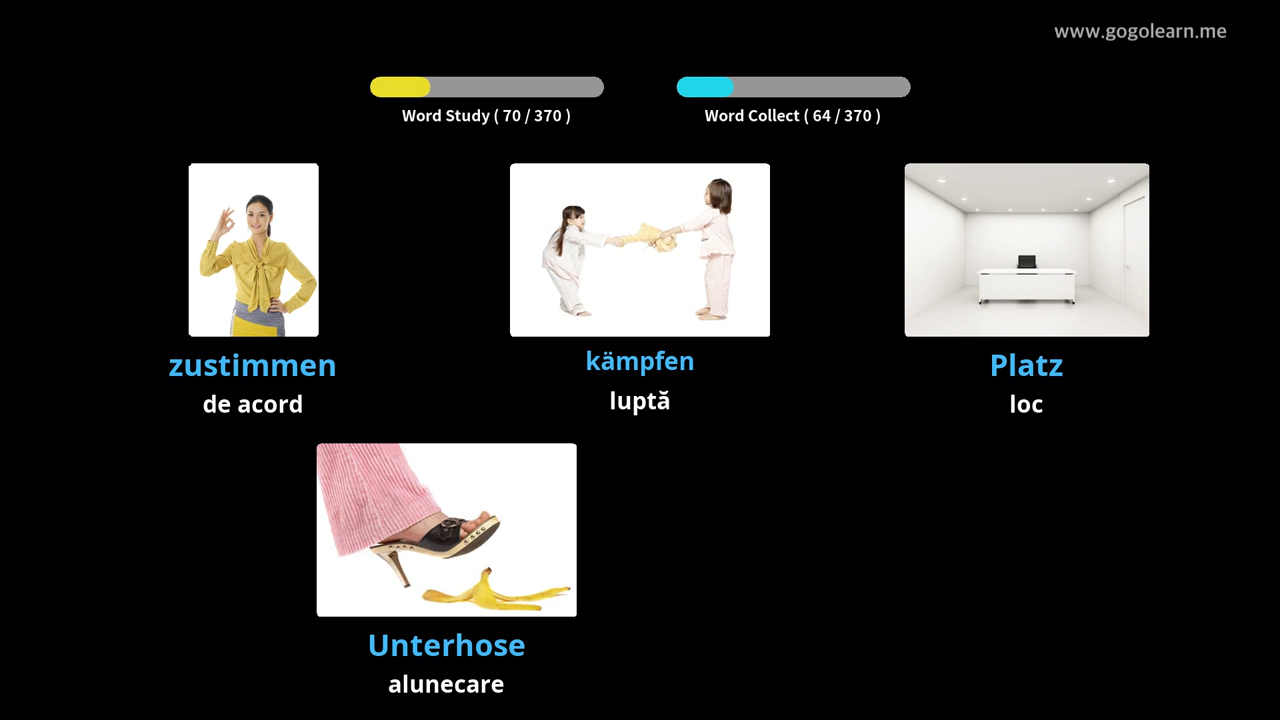 www.gogolearn.me
Word Study ( 70 / 370 )
Word Collect ( 64 / 370 )
zustimmen
de acord
kämpfen
luptă
Platz
loc
Unterhose
alunecare